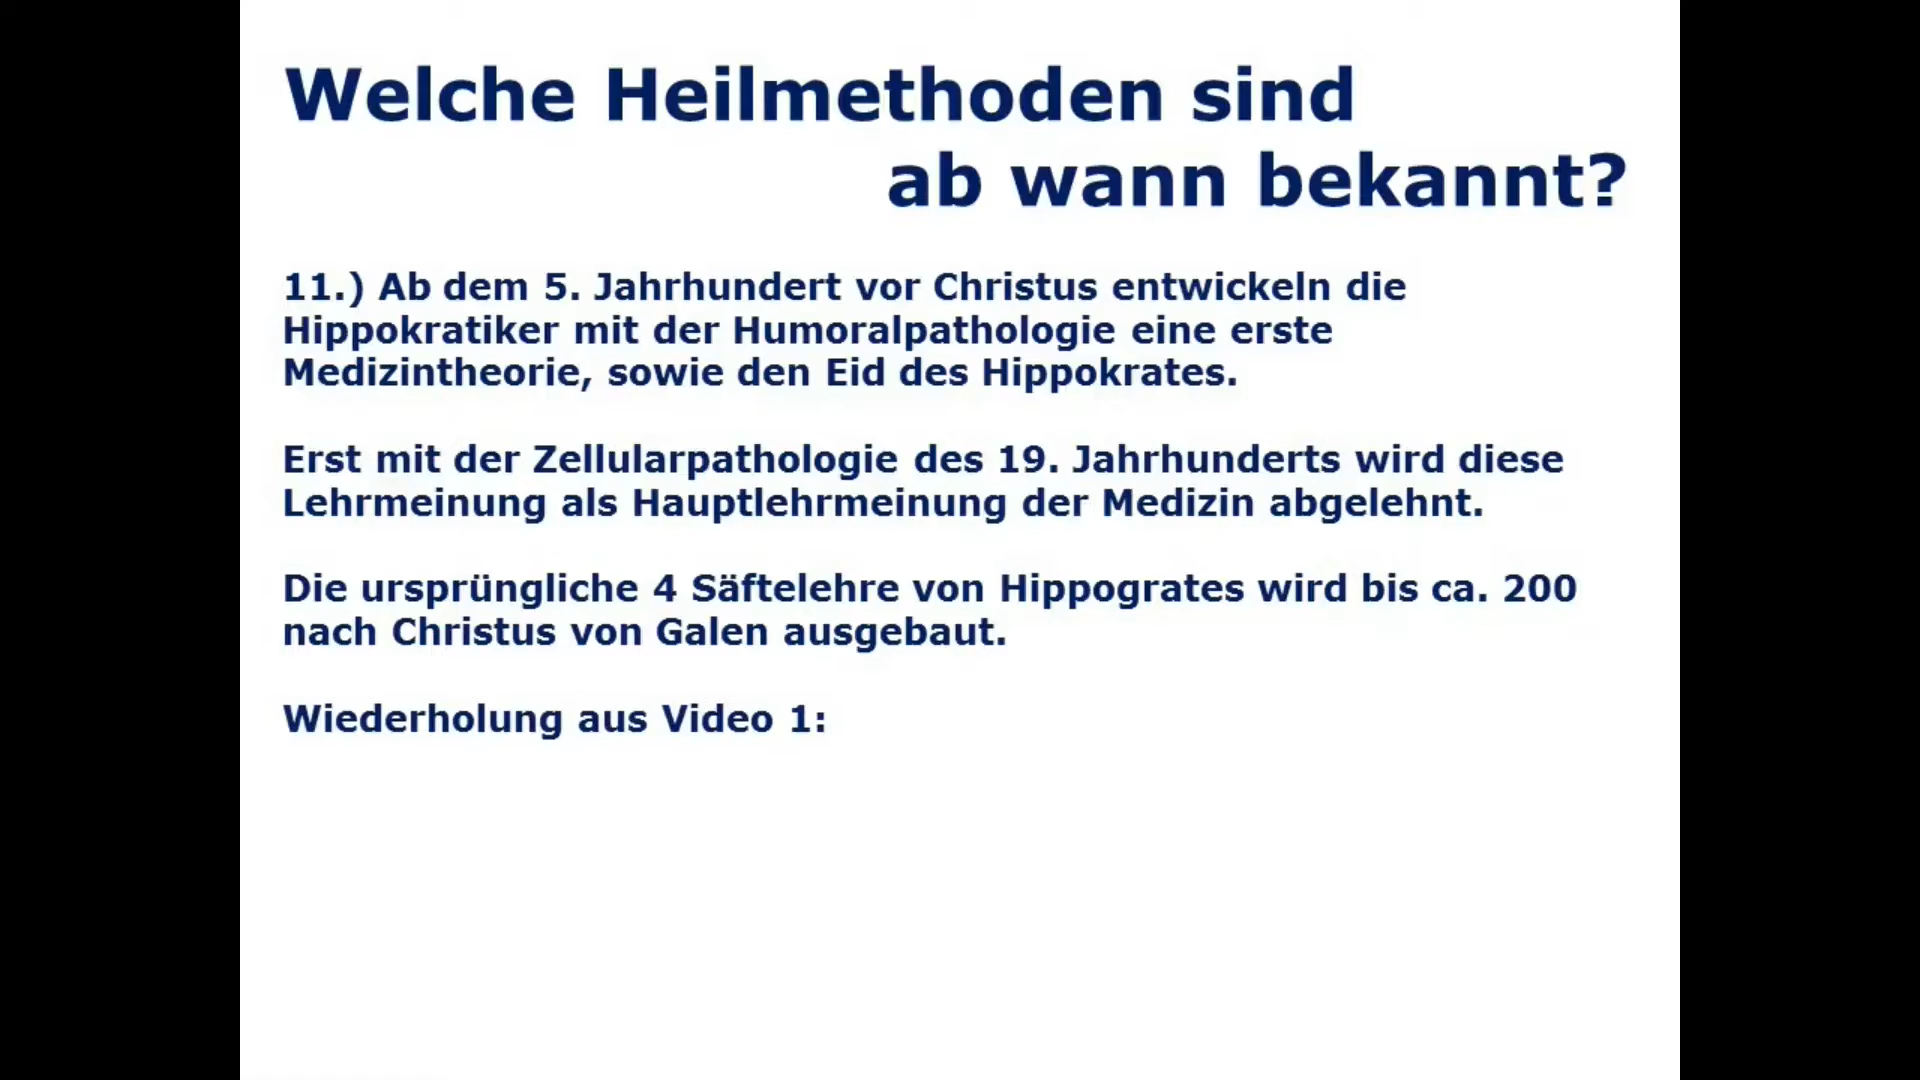 Welche Heilmethoden sind
ab wann bekannt?
11.) Ab dem 5. Jahrhundert vor Christus entwickeln die
Hippokratiker mit der Humoralpathologie eine erste
Medizintheorie, sowie den Eid des Hippokrates.
Erst mit der Zellularpathologie des 19. Jahrhunderts wird diese
Lehrmeinung als Hauptlehrmeinung der Medizin abgelehnt.
Die ursprüngliche 4 Säftelehre von Hippogrates wird bis ca. 200
nach Christus von Galen ausgebaut.
Wiederholung aus Video 1: